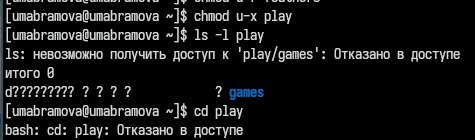 [umabramova@umabramova ~]$ chmod u-x play
[umabramova@umabramova ~]$ ls -l play
ls: невозможно получить доступ к 'play/games': Отказано в доступе
итого 0
d????????? ? ? ? ?            ? games
[umabramova@umabramova ~]$ cd play
bash: cd: play: Отказано в доступе